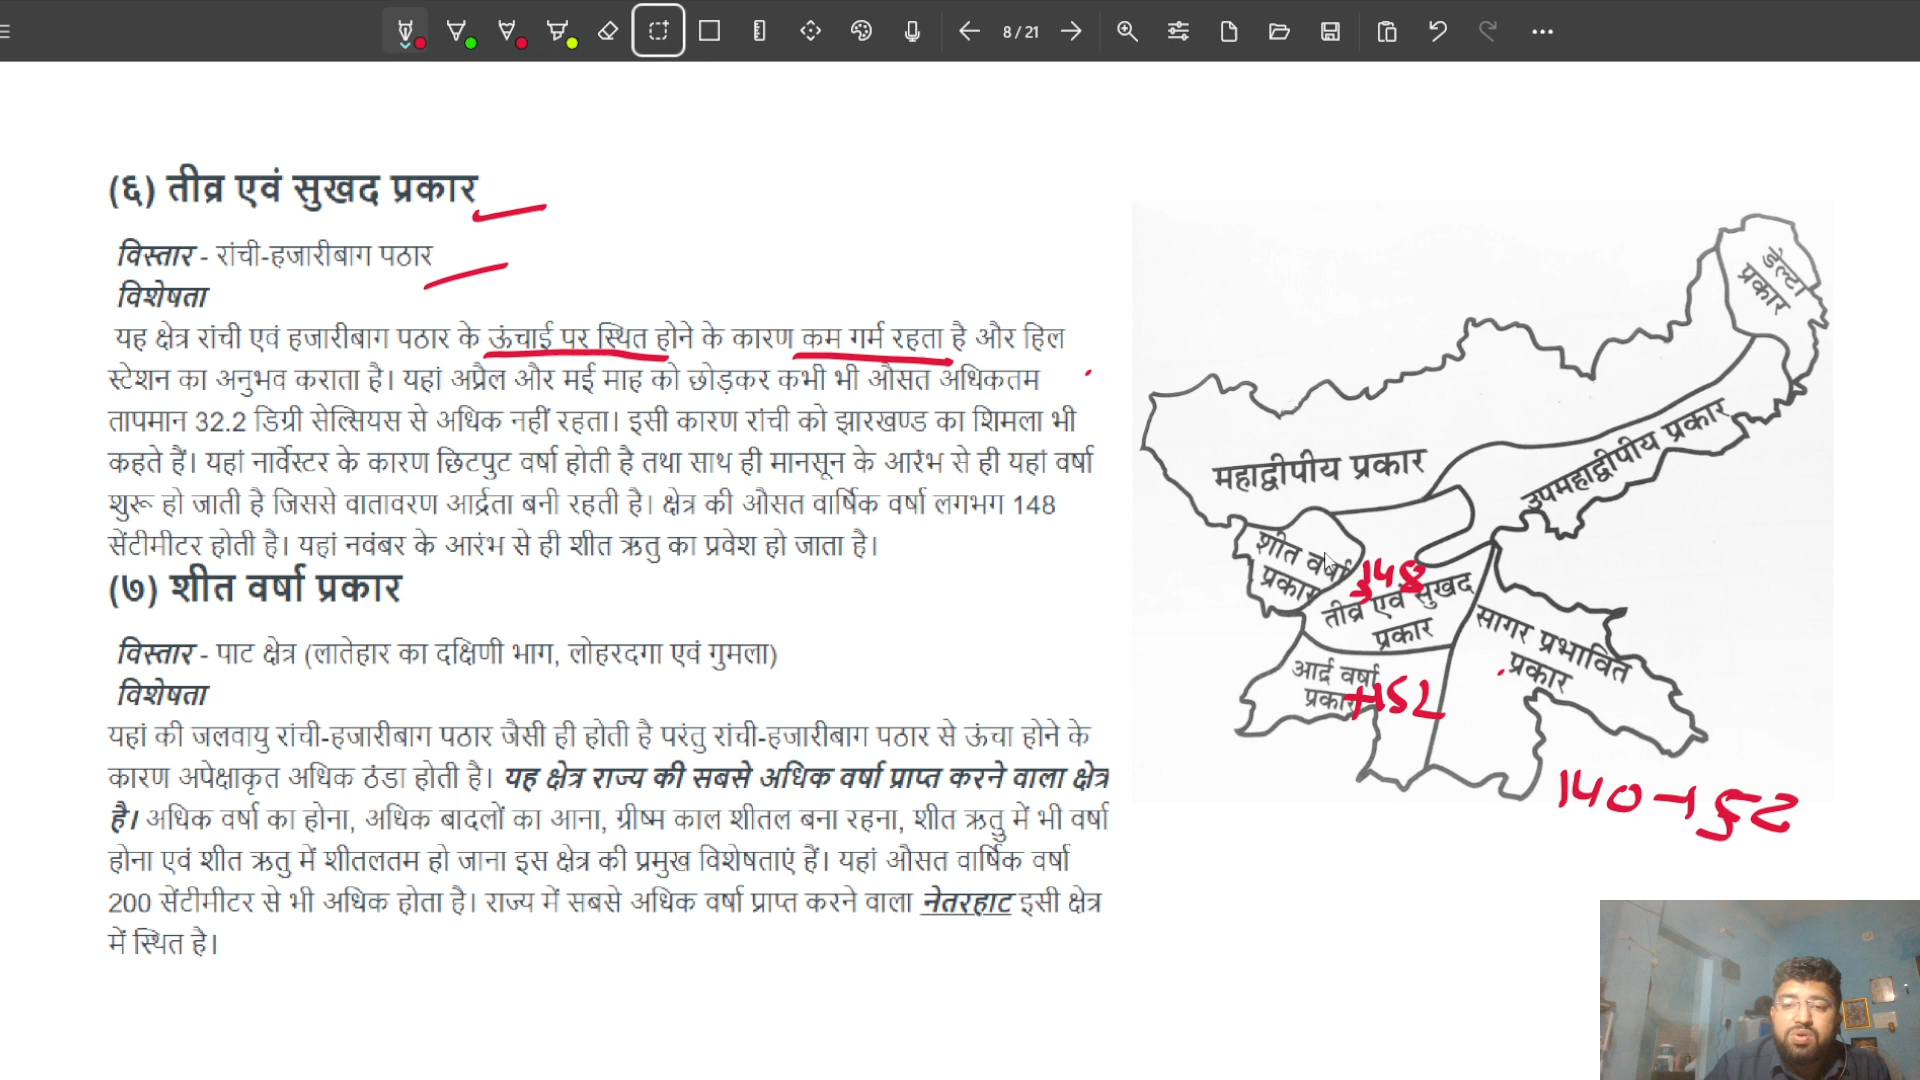 8 / 21
(६) तीव्र एवं सुखद प्रकार
विस्तार - रांची-हजारीबाग पठार
विशेषता
यह क्षेत्र रांची एवं हजारीबाग पठार के ऊंचाई पर स्थित होने के कारण कम गर्म रहता है और हिल
स्टेशन का अनुभव कराता है। यहां अप्रैल और मई माह को छोड़कर कभी भी औसत अधिकतम
तापमान 32.2 डिग्री सेल्सियस से अधिक नहीं रहता। इसी कारण रांची को झारखण्ड का शिमला भी
कहते हैं। यहां नार्वेस्टर के कारण छिटपुट वर्षा होती है तथा साथ ही मानसून के आरंभ से ही यहां वर्षा
शुरू हो जाती है जिससे वातावरण आर्द्रता बनी रहती है। क्षेत्र की औसत वार्षिक वर्षा लगभग 148
सेंटीमीटर होती है। यहां नवंबर के आरंभ से ही शीत ऋतु का प्रवेश हो जाता है।
(७) शीत वर्षा प्रकार
विस्तार - पाट क्षेत्र (लातेहार का दक्षिणी भाग, लोहरदगा एवं गुमला)
विशेषता
यहां की जलवायु रांची-हजारीबाग पठार जैसी ही होती है परंतु रांची-हजारीबाग पठार से ऊंचा होने के
कारण अपेक्षाकृत अधिक ठंडा होती है। यह क्षेत्र राज्य की सबसे अधिक वर्षा प्राप्त करने वाला क्षेत्र
है। अधिक वर्षा का होना, अधिक बादलों का आना, ग्रीष्म काल शीतल बना रहना, शीत ऋतु में भी वर्षा
होना एवं शीत ऋतु में शीतलतम हो जाना इस क्षेत्र की प्रमुख विशेषताएं हैं। यहां औसत वार्षिक वर्षा
200 सेंटीमीटर से भी अधिक होता है। राज्य में सबसे अधिक वर्षा प्राप्त करने वाला नेतरहाट इसी क्षेत्र
में स्थित है।
डेल्टा
प्रकार
महाद्वीपीय प्रकार
उपमहाद्वीपीय प्रकार
शीत वर्षा
प्रकार
148
तीव्र एवं सुखद
प्रकार
सागर प्रभावित
प्रकार
आर्द्र वर्षा
प्रकार
+152
140-152